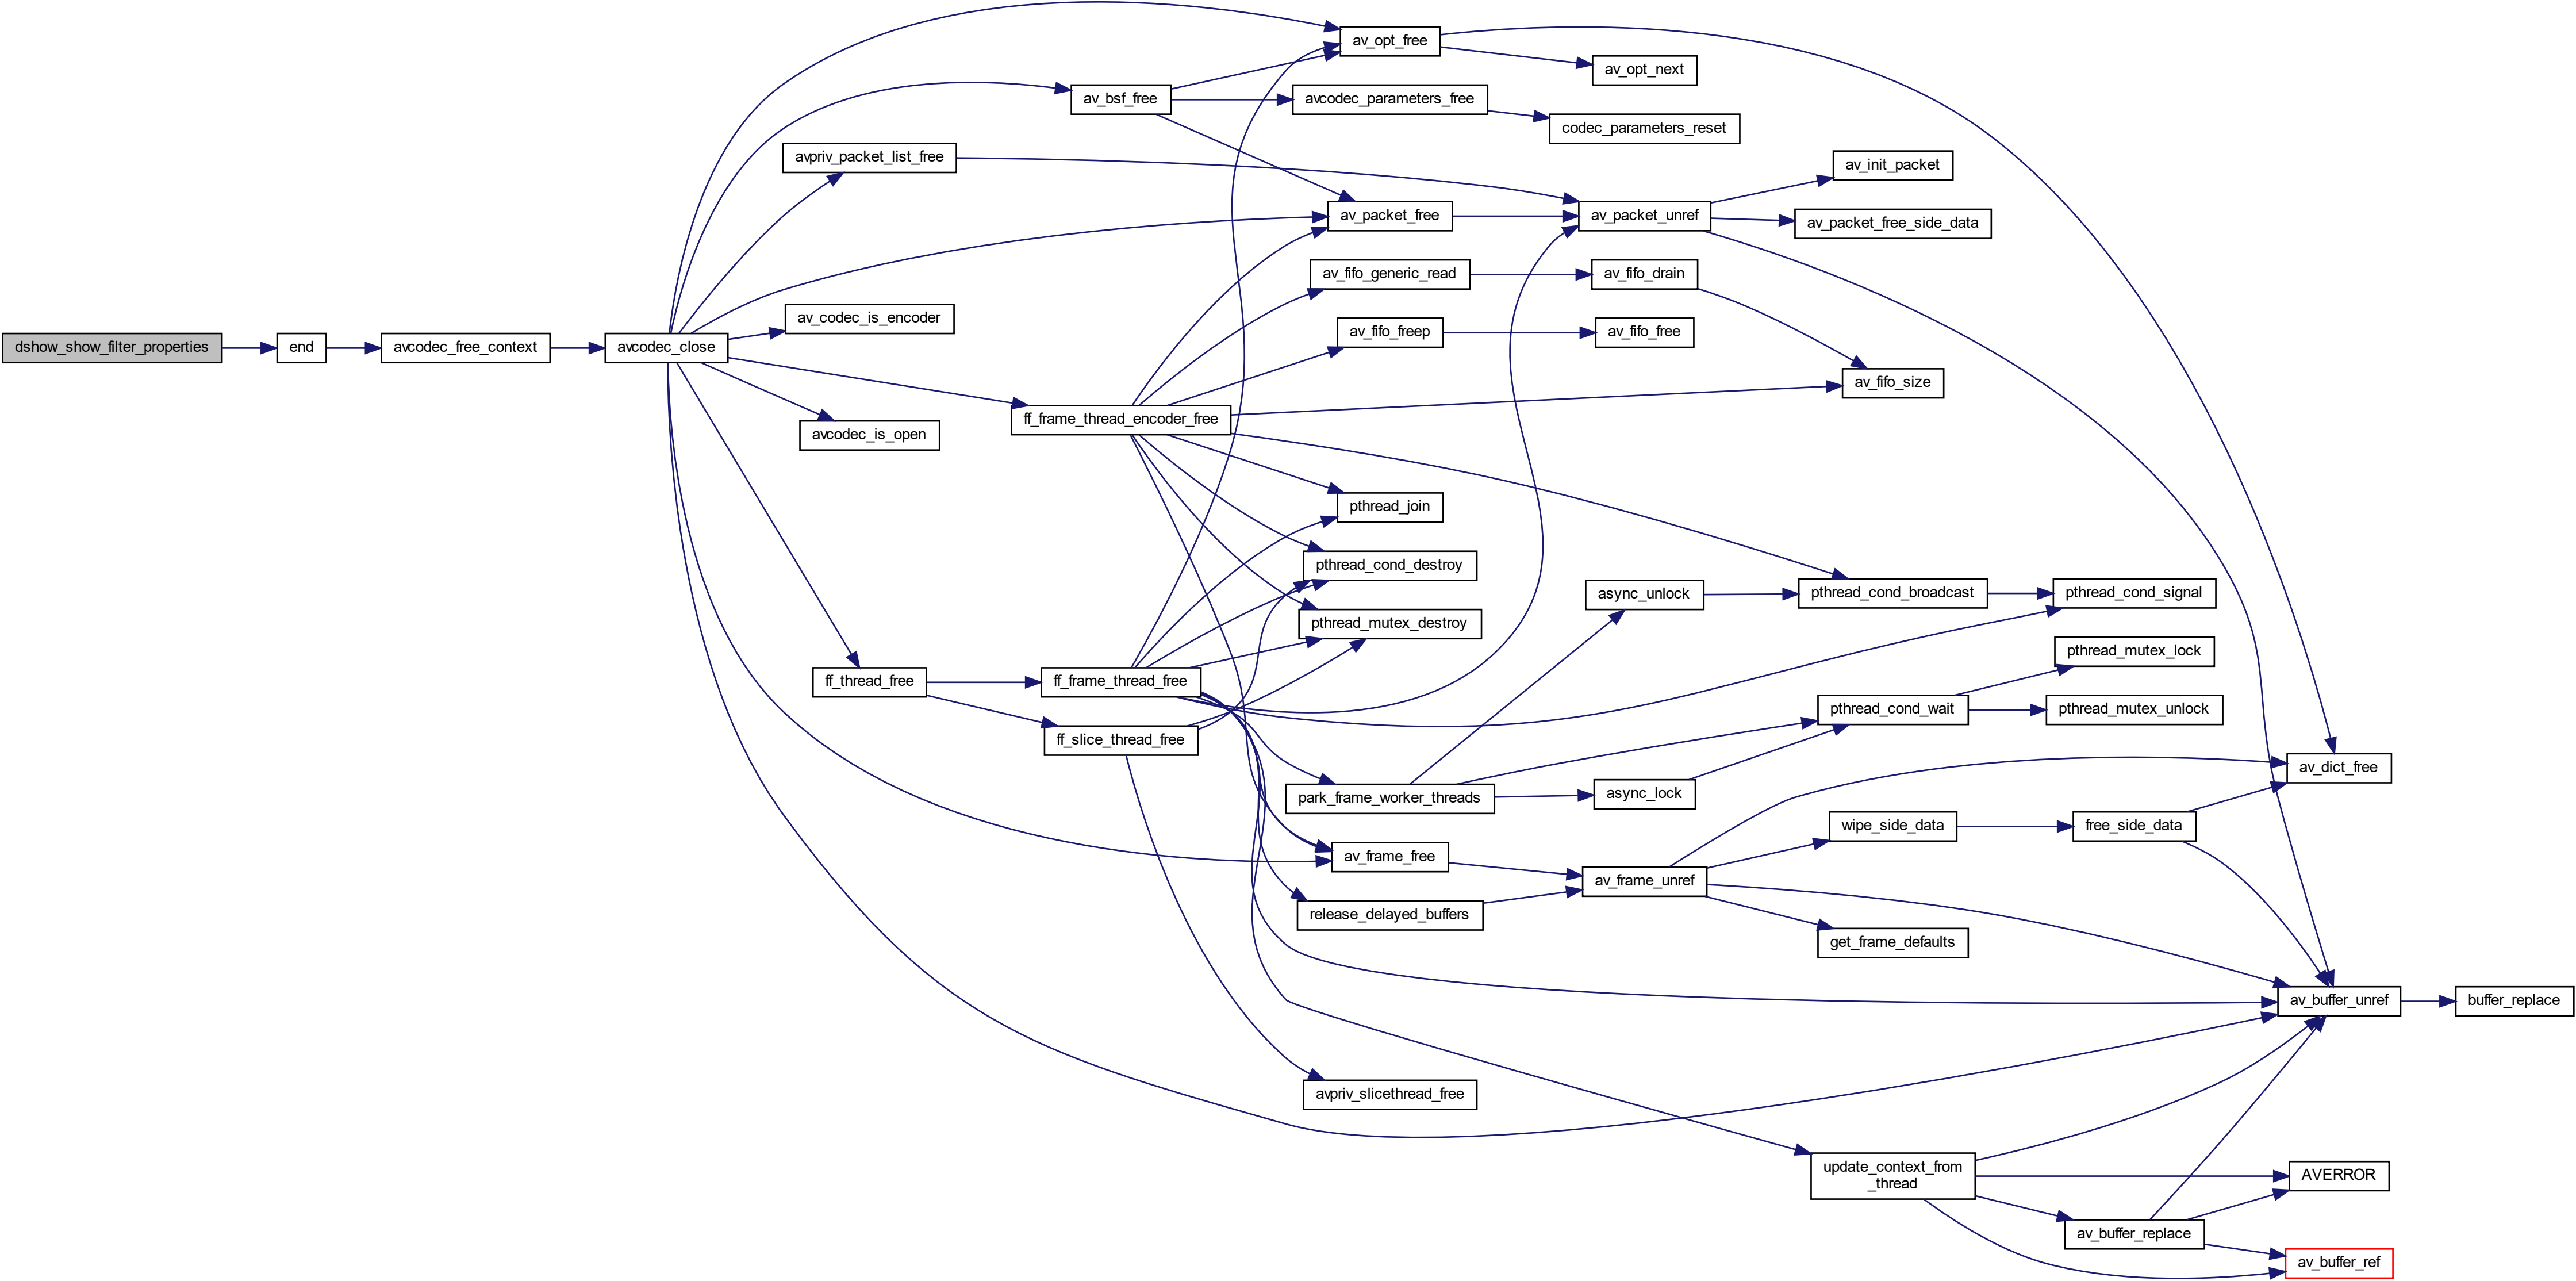 dshow_show_filter_properties
end
avcodec_free_context
avcodec_close
av_opt_free
av_opt_next
av_bsf_free
avcodec_parameters_free
codec_parameters_reset
avpriv_packet_list_free
av_init_packet
av_packet_free
av_packet_unref
av_packet_free_side_data
av_fifo_generic_read
av_fifo_drain
av_codec_is_encoder
av_fifo_freep
av_fifo_free
av_fifo_size
ff_frame_thread_encoder_free
avcodec_is_open
pthread_join
pthread_cond_destroy
async_unlock
pthread_cond_broadcast
pthread_cond_signal
pthread_mutex_destroy
pthread_mutex_lock
ff_thread_free
ff_frame_thread_free
pthread_cond_wait
pthread_mutex_unlock
ff_slice_thread_free
av_dict_free
park_frame_worker_threads
async_lock
wipe_side_data
free_side_data
av_frame_free
av_frame_unref
release_delayed_buffers
get_frame_defaults
av_buffer_unref
buffer_replace
avpriv_slicethread_free
update_context_from
_thread
AVERROR
av_buffer_replace
av_buffer_ref